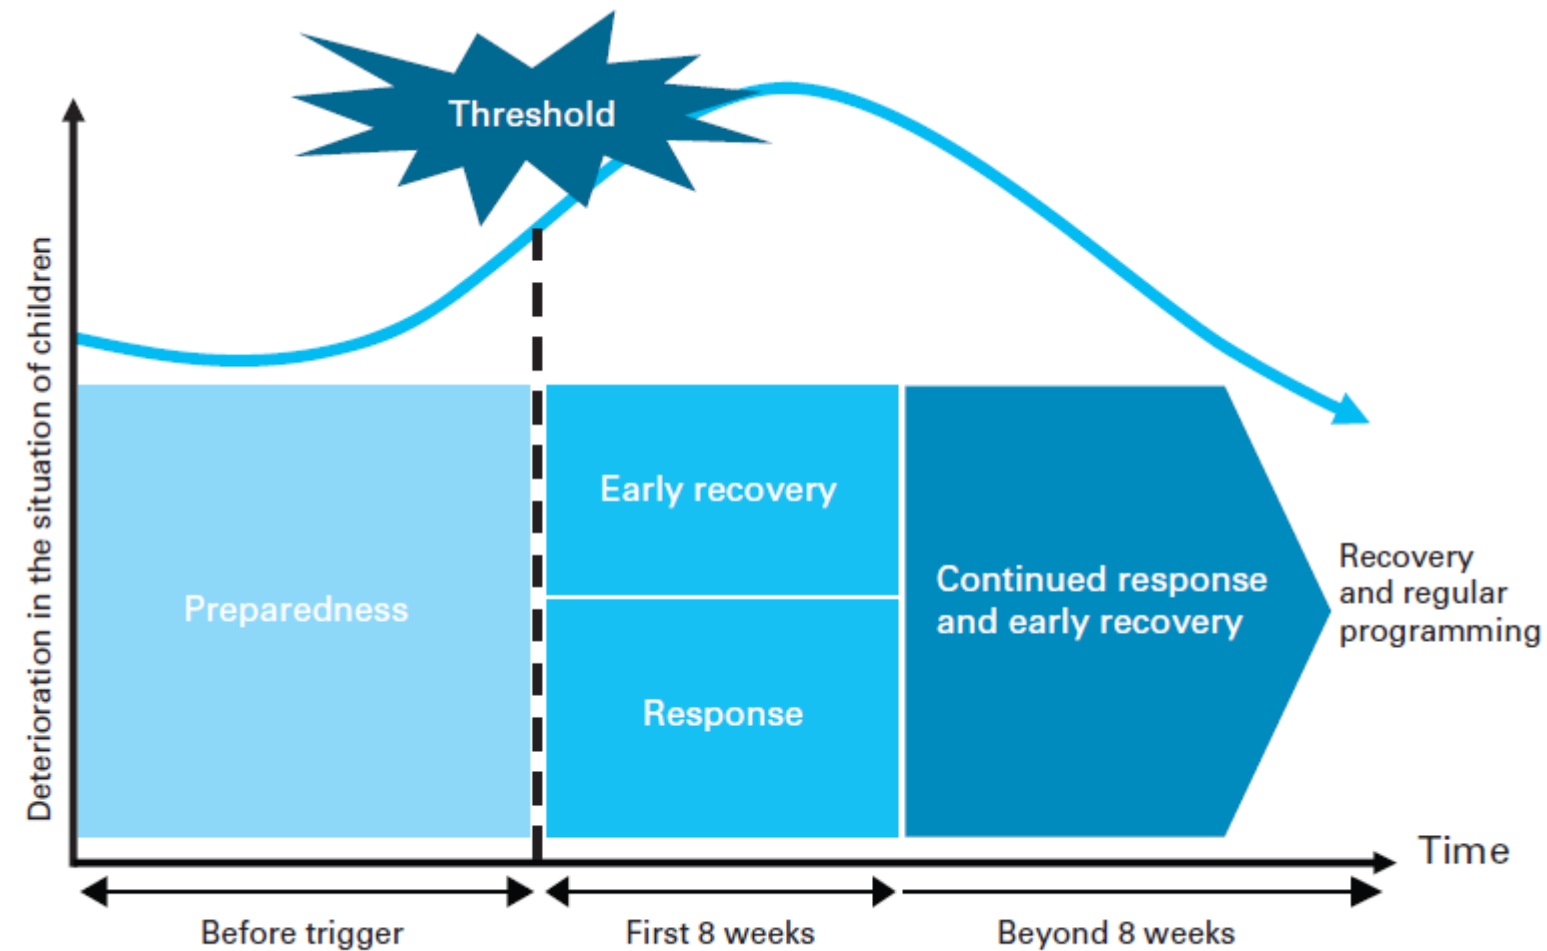 Threshold
Deterioration in the situation of children
Early recovery
Preparedness
Continued response
and early recovery
Recovery
and regular
programming
Response
Time
Before trigger
First 8 weeks
Beyond 8 weeks